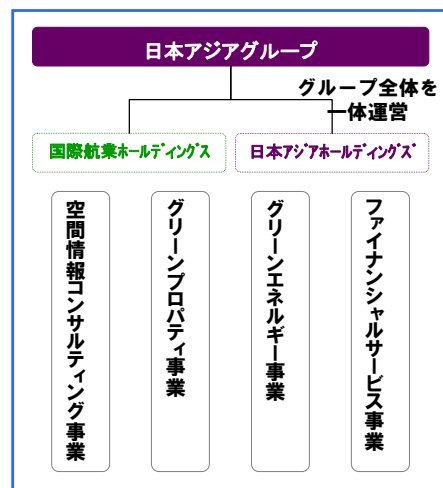 日本アジアグループ
グループ全体を
一体運営
国際航業ホールディングス
日本アジアホールディングズ
空間情報コンサルティング事業
グリーンプロパティ事業
グリーンエネルギー事業
ファイナンシャルサービス事業